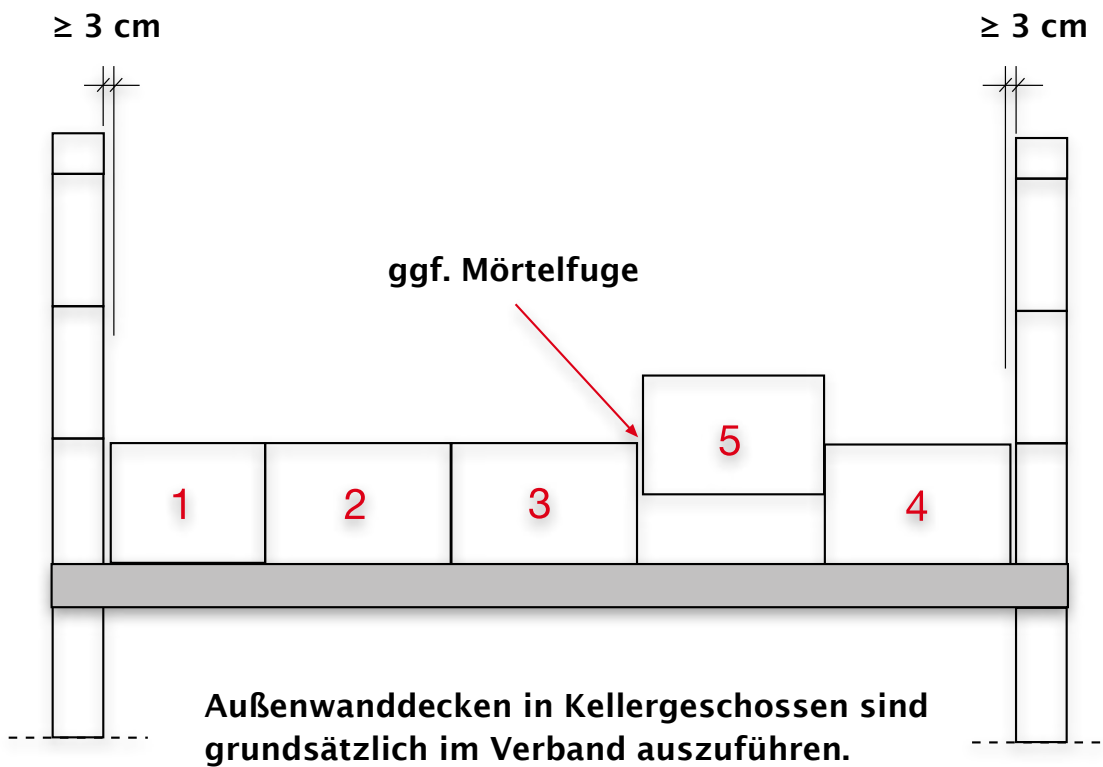 ≥ 3 cm
≥ 3 cm
ggf. Mörtelfuge
5
1
2
3
4
Außenwanddecken in Kellergeschossen sind
grundsätzlich im Verband auszuführen.